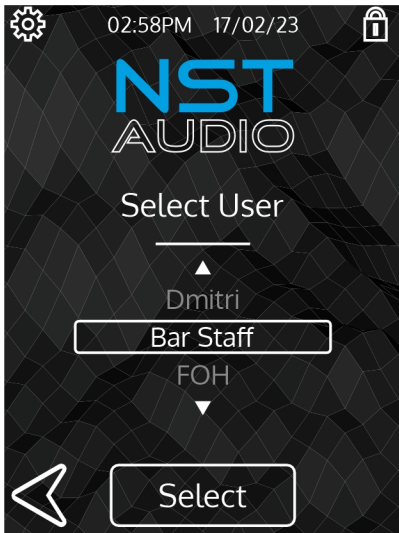 02:58PM 17/02/23
NST
AUDIO
Select User
Dmitri
Bar Staff
FOH
Select